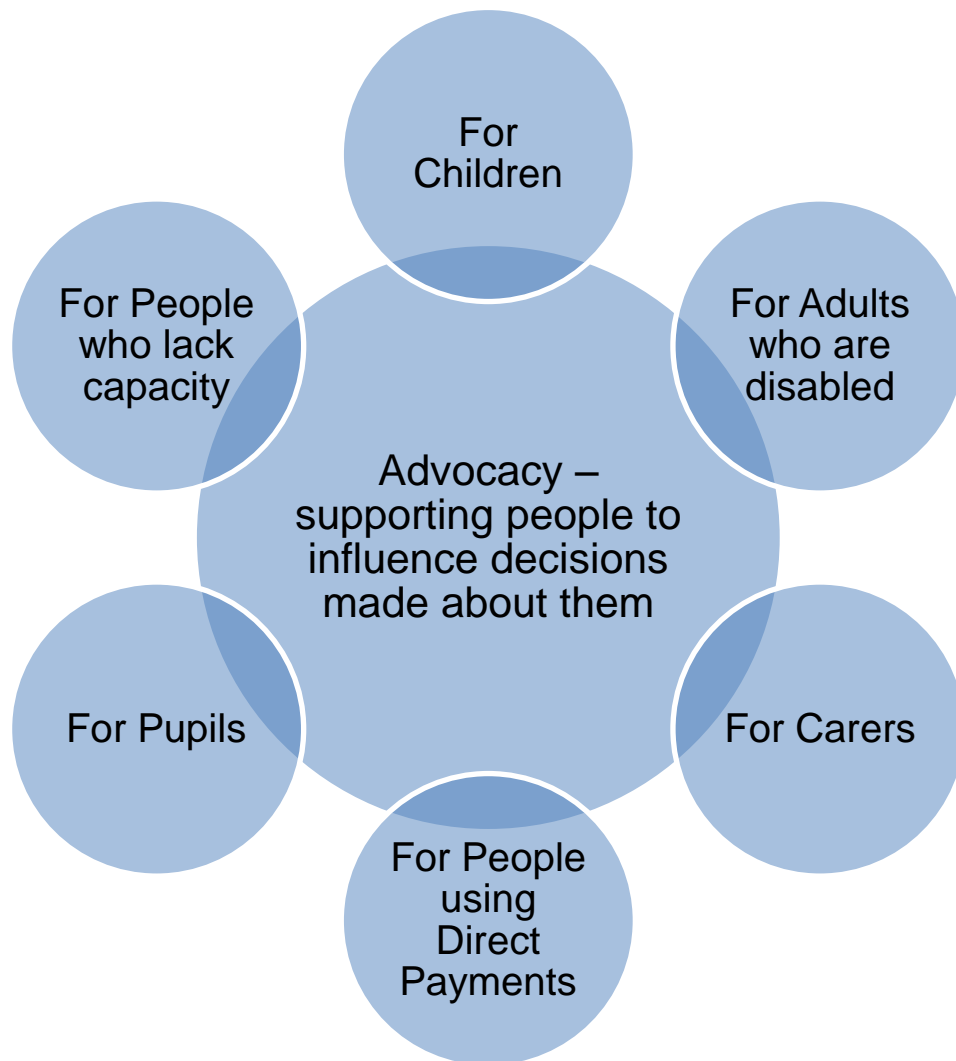 For
Children
For Adults
who are
disabled
For Carers
For People
using
Direct
Payments
For Pupils
For People
who lack
capacity
Advocacy –
supporting people to
influence decisions
made about them